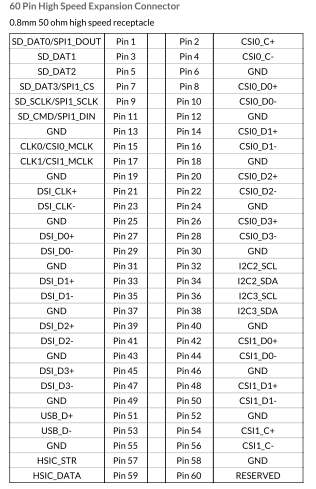 60 Pin High Speed Expansion Connector
0.8mm 50 ohm high speed receptacle
SD_DAT0/SPI1_DOUT Pin 1 Pin 2 CSI0_C+
SD_DAT1 Pin 3 Pin 4 CSI0_C-
SD_DAT2 Pin 5 Pin 6 GND
SD_DAT3/SPI1_CS Pin 7 Pin 8 CSI0_D0+
SD_SCLK/SPI1_SCLK Pin 9 Pin 10 CSI0_D0-
SD_CMD/SPI1_DIN Pin 11 Pin 12 GND
GND Pin 13 Pin 14 CSI0_D1+
CLK0/CSI0_MCLK Pin 15 Pin 16 CSI0_D1-
CLK1/CSI1_MCLK Pin 17 Pin 18 GND
GND Pin 19 Pin 20 CSI0_D2+
DSI_CLK+ Pin 21 Pin 22 CSI0_D2-
DSI_CLK- Pin 23 Pin 24 GND
GND Pin 25 Pin 26 CSI0_D3+
DSI_D0+ Pin 27 Pin 28 CSI0_D3-
DSI_D0- Pin 29 Pin 30 GND
GND Pin 31 Pin 32 I2C2_SCL
DSI_D1+ Pin 33 Pin 34 I2C2_SDA
DSI_D1- Pin 35 Pin 36 I2C3_SCL
GND Pin 37 Pin 38 I2C3_SDA
DSI_D2+ Pin 39 Pin 40 GND
DSI_D2- Pin 41 Pin 42 CSI1_D0+
GND Pin 43 Pin 44 CSI1_D0-
DSI_D3+ Pin 45 Pin 46 GND
DSI_D3- Pin 47 Pin 48 CSI1_D1+
GND Pin 49 Pin 50 CSI1_D1-
USB_D+ Pin 51 Pin 52 GND
USB_D- Pin 53 Pin 54 CSI1_C+
GND Pin 55 Pin 56 CSI1_C-
HSIC_STR Pin 57 Pin 58 GND
HSIC_DATA Pin 59 Pin 60 RESERVED